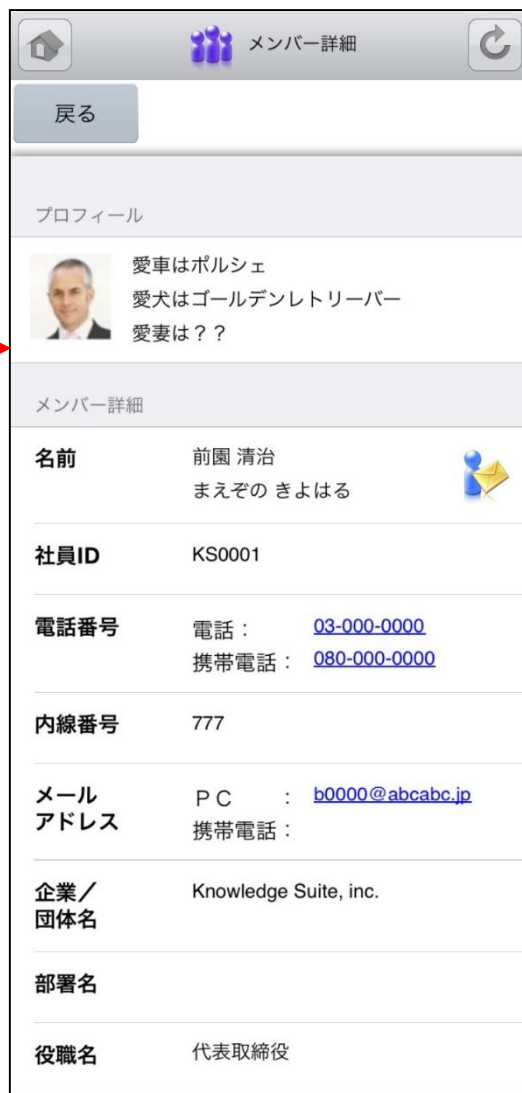 メンバー詳細
戻る
プロフィール
愛車はポルシェ
愛犬はゴールデンレトリーバー
愛妻は？？
メンバー詳細
名前 前園 清治
まえぞの きよはる
社員ID KS0001
電話番号 電話： 03-000-0000
携帯電話： 080-000-0000
内線番号 777
メール
アドレス ＰＣ ： b0000@abcabc.jp
携帯電話：
企業／
団体名 Knowledge Suite, inc.
部署名
役職名 代表取締役